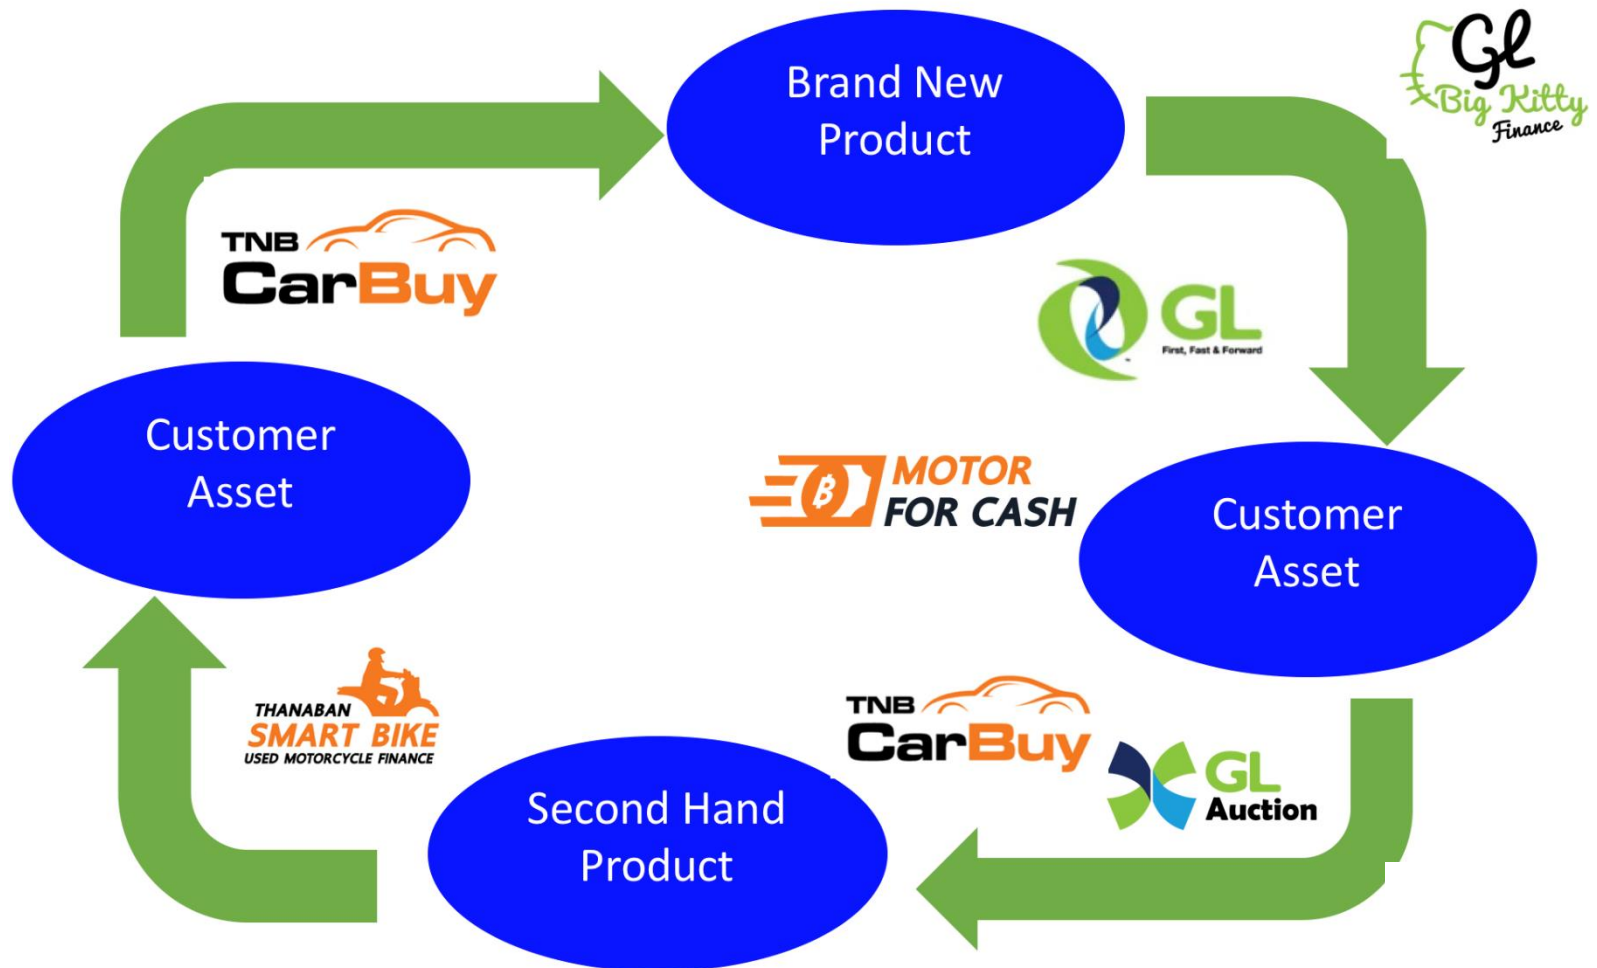 Brand New
Product
Gl
Big Kitty
Finance
TNB
CarBuy
GL
First, Fast & Forward
Customer
Asset
MOTOR
FOR CASH
Customer
Asset
THANABAN
SMART BIKE
USED MOTORCYCLE FINANCE
TNB
CarBuy
GL
Auction
Second Hand
Product